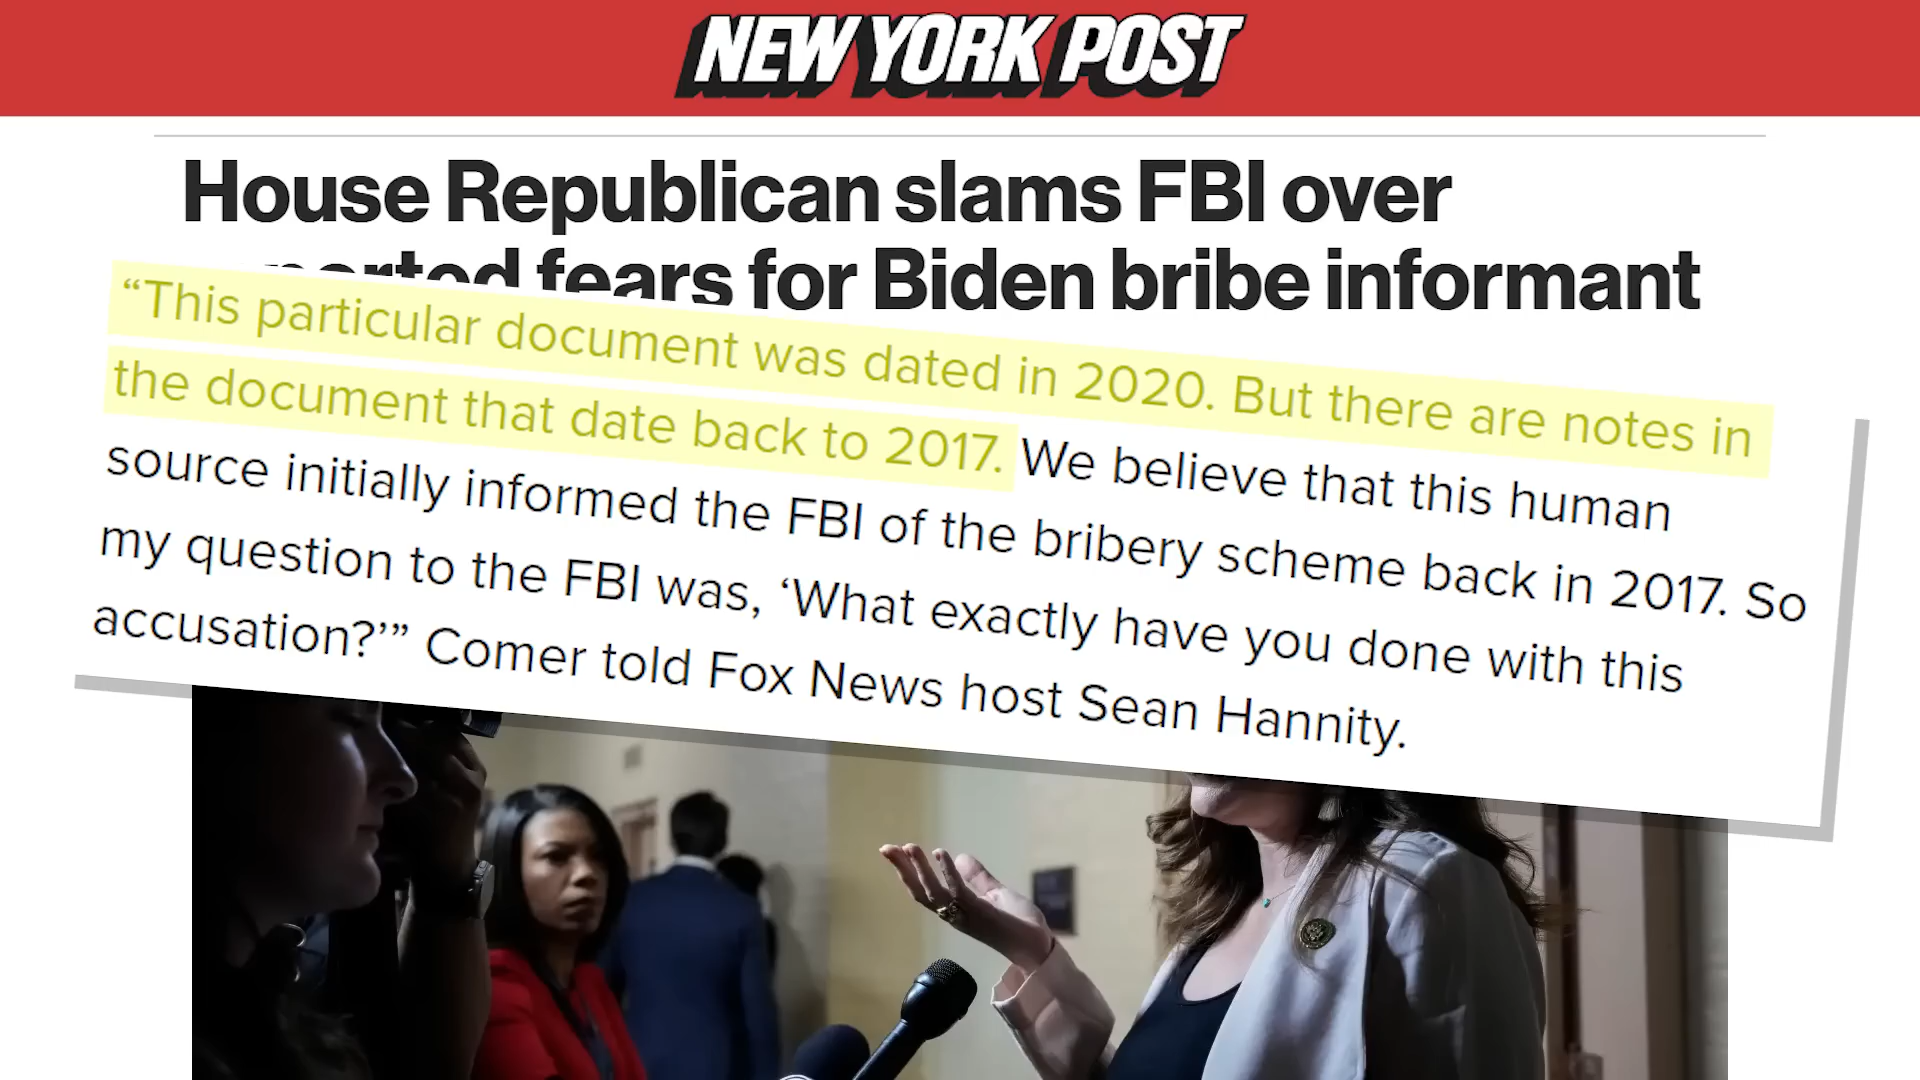 NEW YORK POST
House Republican slams FBI over
fears for Biden bribe informant
“This particular document was dated in 2020. But there are notes in
the document that date back to 2017. We believe that this human
source initially informed the FBI of the bribery scheme back in 2017. So
my question to the FBI was, ‘What exactly have you done with this
accusation?’” Comer told Fox News host Sean Hannity.